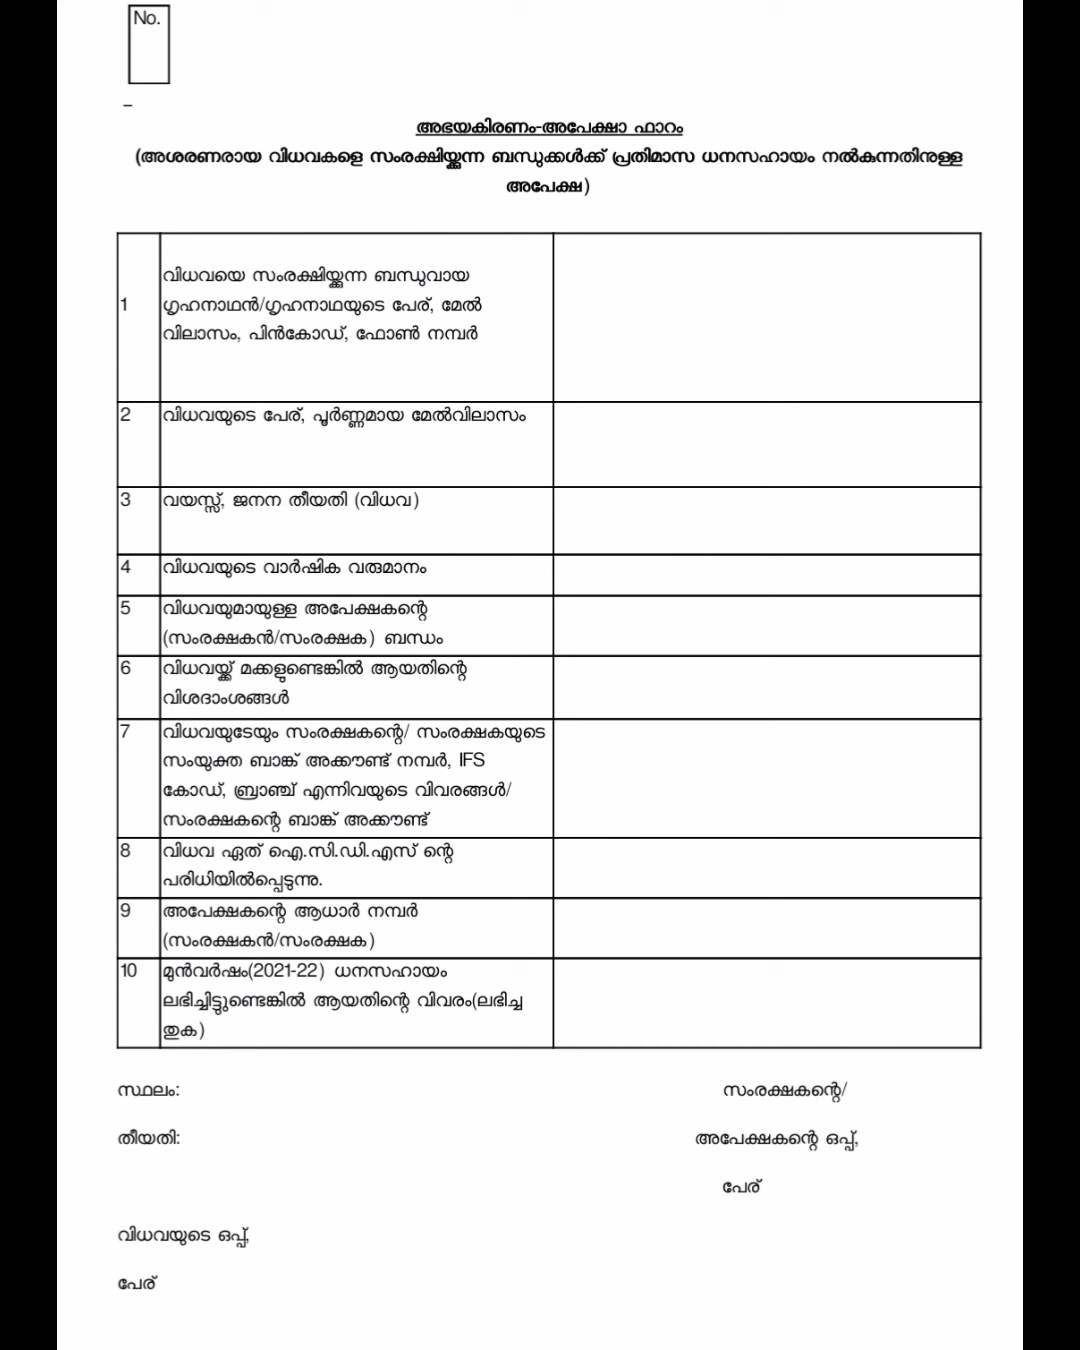 No.
–
അഭയകിരണം-അപേക്ഷാ ഫാറം
(അശരണരായ വിധവകളെ സംരക്ഷിയ്ക്കുന്ന ബന്ധുക്കൾക്ക് പ്രതിമാസ ധനസഹായം നൽകുന്നതിനുള്ള
അപേക്ഷ)
വിധവയെ സംരക്ഷിയ്ക്കുന്ന ബന്ധുവായ
1 ഗൃഹനാഥൻ/ഗൃഹനാഥയുടെ പേര്, മേൽ
വിലാസം, പിൻകോഡ്, ഫോൺ നമ്പർ
2 വിധവയുടെ പേര്, പൂർണ്ണമായ മേൽവിലാസം
3 വയസ്സ്, ജനന തീയതി (വിധവ)
4 വിധവയുടെ വാർഷിക വരുമാനം
5 വിധവയുമായുള്ള അപേക്ഷകന്റെ
(സംരക്ഷകൻ/സംരക്ഷക) ബന്ധം
6 വിധവയ്ക്ക് മക്കളുണ്ടെങ്കിൽ ആയതിന്റെ
വിശദാംശങ്ങൾ
7 വിധവയുടേയും സംരക്ഷകന്റെ/ സംരക്ഷകയുടെ
സംയുക്ത ബാങ്ക് അക്കൗണ്ട് നമ്പർ, IFS
കോഡ്, ബ്രാഞ്ച് എന്നിവയുടെ വിവരങ്ങൾ/
സംരക്ഷകന്റെ ബാങ്ക് അക്കൗണ്ട്
8 വിധവ ഏത് ഐ.സി.ഡി.എസ് ന്റെ
പരിധിയിൽപ്പെടുന്നു.
9 അപേക്ഷകന്റെ ആധാർ നമ്പർ
(സംരക്ഷകൻ/സംരക്ഷക)
10 മുൻവർഷം(2021-22) ധനസഹായം
ലഭിച്ചിട്ടുണ്ടെങ്കിൽ ആയതിന്റെ വിവരം(ലഭിച്ച
തുക)
സ്ഥലം: സംരക്ഷകന്റെ/
തീയതി: അപേക്ഷകന്റെ ഒപ്പ്,
പേര്
വിധവയുടെ ഒപ്പ്,
പേര്